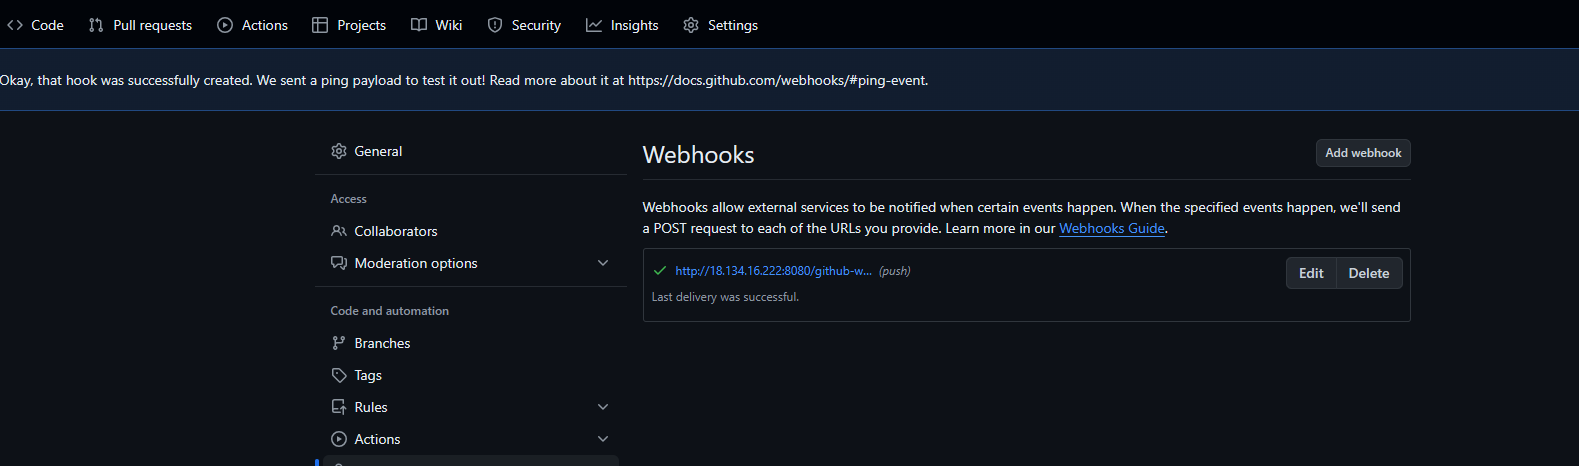 Code Pull requests Actions Projects Wiki Security Insights Settings
Okay, that hook was successfully created. We sent a ping payload to test it out! Read more about it at https://docs.github.com/webhooks/#ping-event.
General
Access
Collaborators
Moderation options
Code and automation
Branches
Tags
Rules
Actions
Webhooks
Add webhook
Webhooks allow external services to be notified when certain events happen. When the specified events happen, we'll send
a POST request to each of the URLs you provide. Learn more in our Webhooks Guide.
http://18.134.16.222:8080/github-w... (push)
Edit Delete
Last delivery was successful.